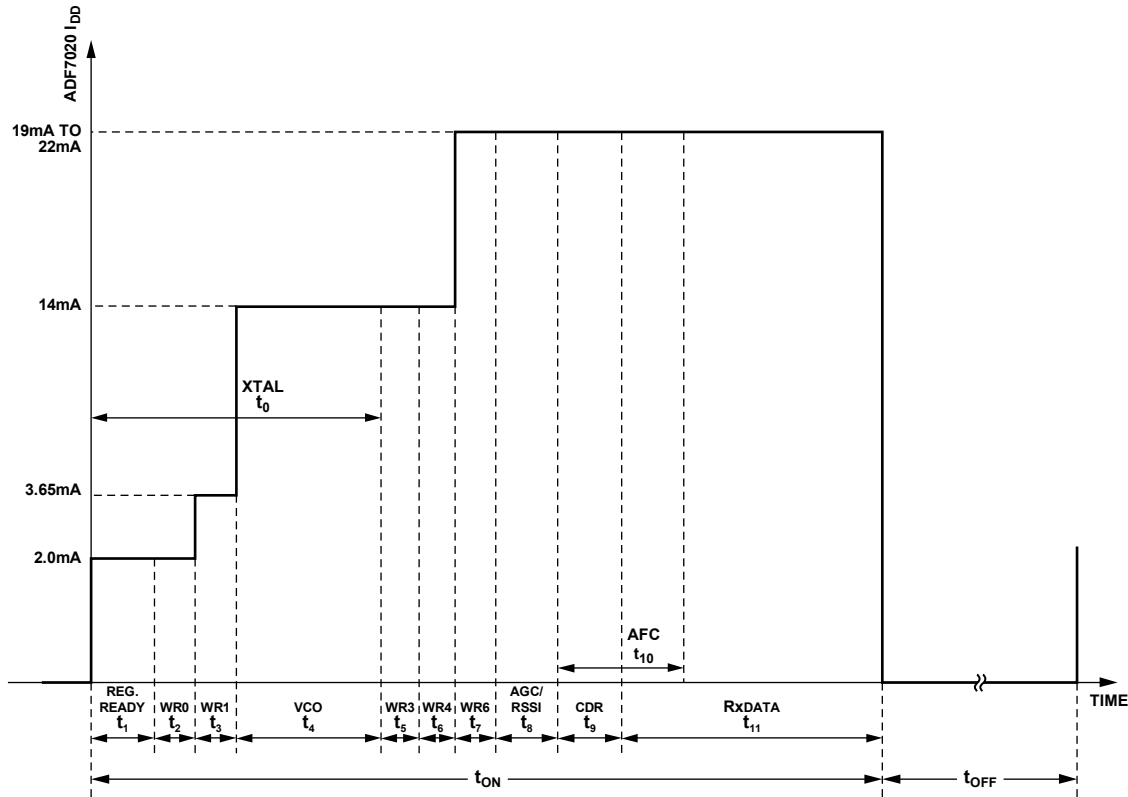 ADF7020 IDD
19mA TO
22mA
14mA
XTAL
t0
3.65mA
2.0mA
AFC
t10
REG.
READY
t1
WR0
t2
WR1
t3
VCO
t4
WR3
t5
WR4
t6
WR6
t7
AGC/
RSSI
t8
CDR
t9
RxDATA
t11
TIME
tON
tOFF